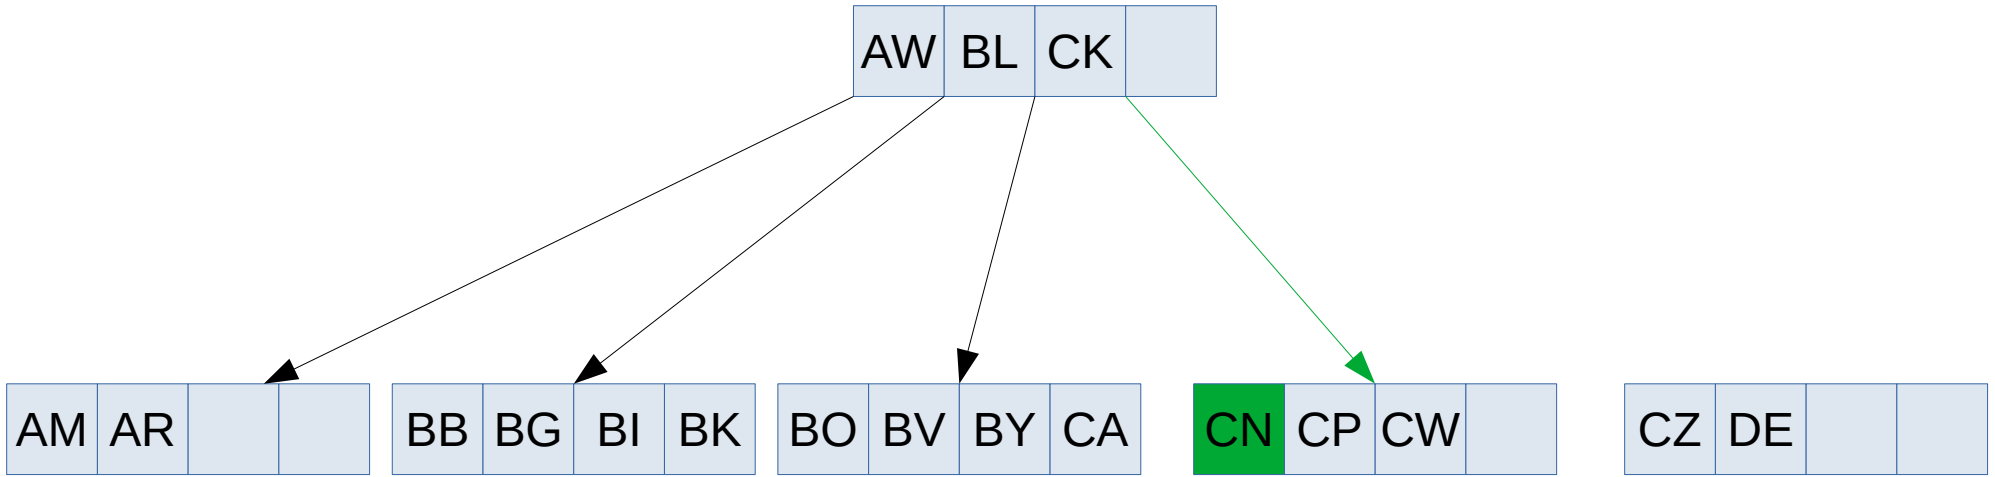 AW BL CK
AM AR BB BG BI BK BO BV BY CA CN CP CW CZ DE